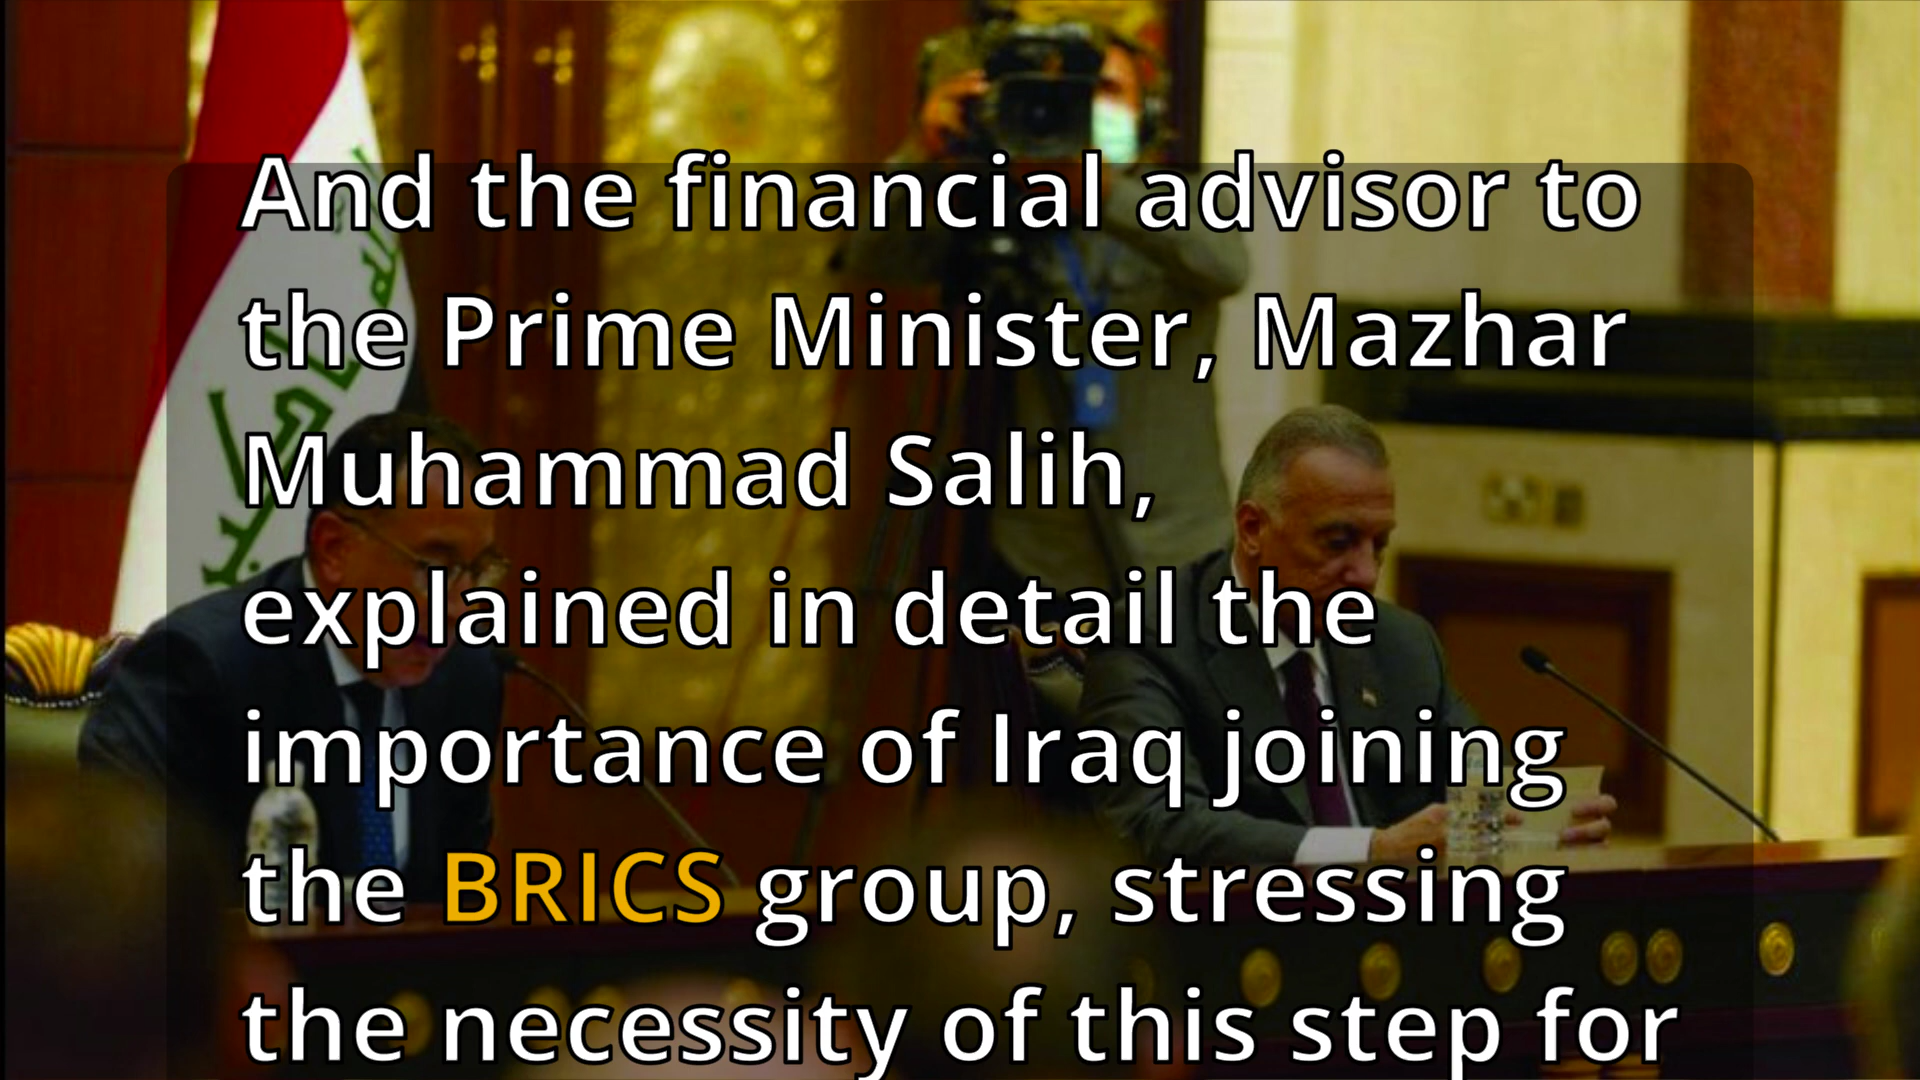 And the financial advisor to
the Prime Minister, Mazhar
Muhammad Salih,
explained in detail the
importance of Iraq joining
the BRICS group, stressing
the necessity of this step for